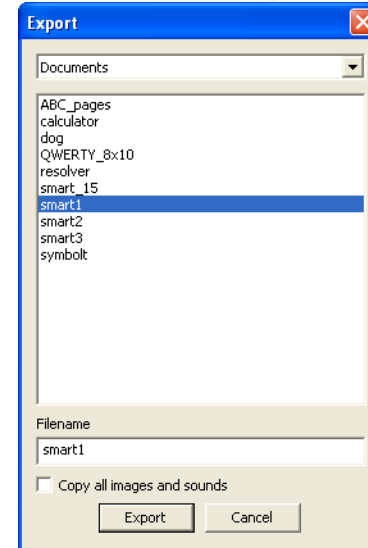 Export
Documents
ABC_pages
calculator
dog
QWERTY_8x10
resolver
smart_15
smart1
smart2
smart3
symbolt
Filename
smart1
Copy all images and sounds
Export Cancel